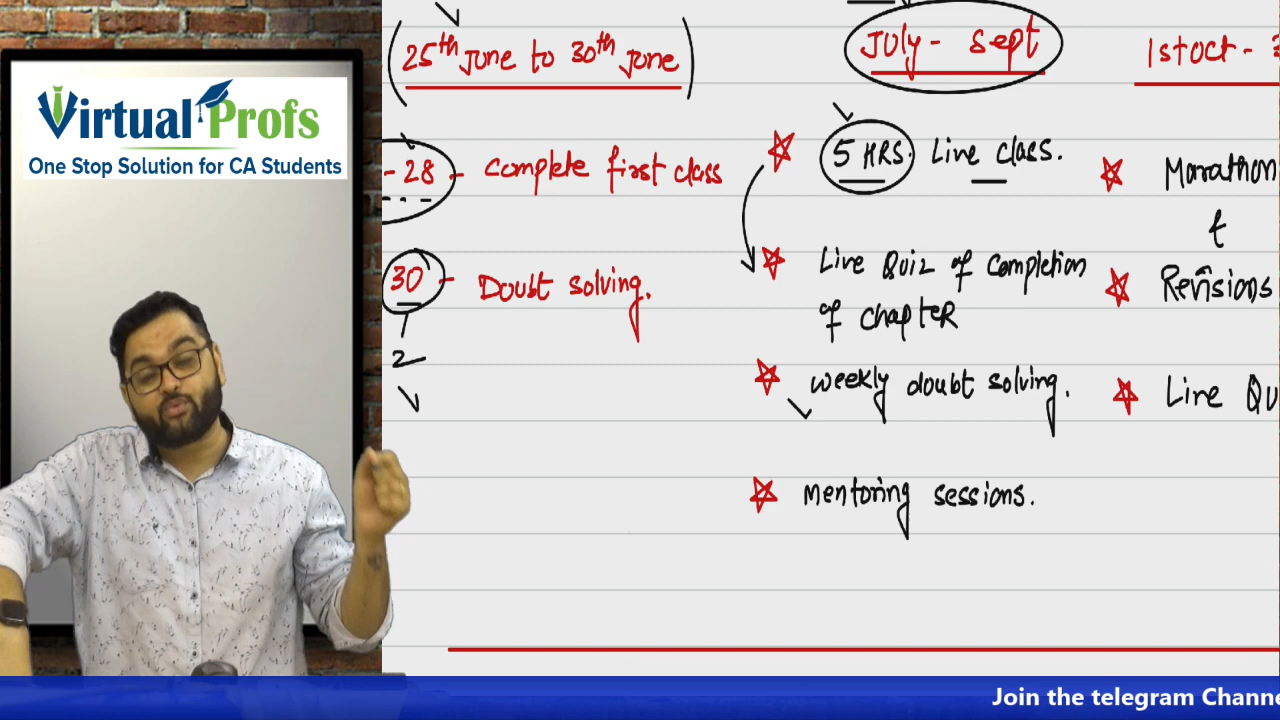 Virtual Profs
One Stop Solution for CA Students
(25th June to 30th June)
-28 - complete first class
30 - Doubt solving.
2
July - Sept
5 HRS. Live class.
Live Quiz of completion
of chapter
weekly doubt solving.
mentoring sessions.
1st oct -
Marathon
&
Revisions
Live Qu
Join the telegram Channe